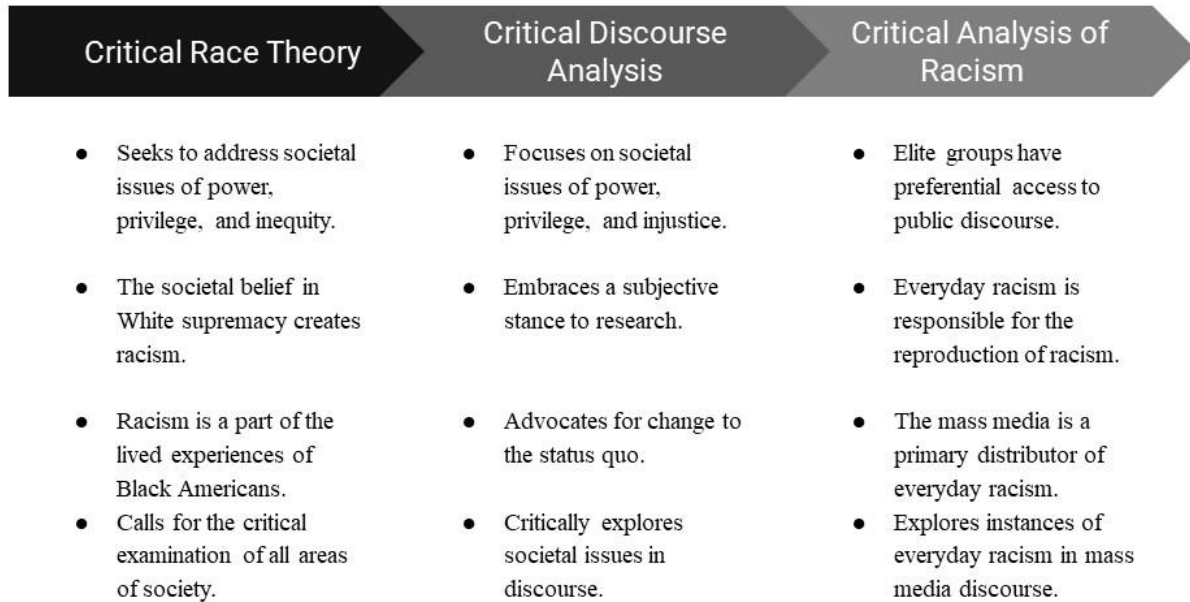 Critical Race Theory
Critical Discourse
Analysis
Critical Analysis of
Racism
● Seeks to address societal
issues of power,
privilege, and inequity.
● The societal belief in
White supremacy creates
racism.
● Racism is a part of the
lived experiences of
Black Americans.
● Calls for the critical
examination of all areas
of society.
● Focuses on societal
issues of power,
privilege, and injustice.
● Embraces a subjective
stance to research.
● Advocates for change to
the status quo.
● Critically explores
societal issues in
discourse.
● Elite groups have
preferential access to
public discourse.
● Everyday racism is
responsible for the
reproduction of racism.
● The mass media is a
primary distributor of
everyday racism.
● Explores instances of
everyday racism in mass
media discourse.